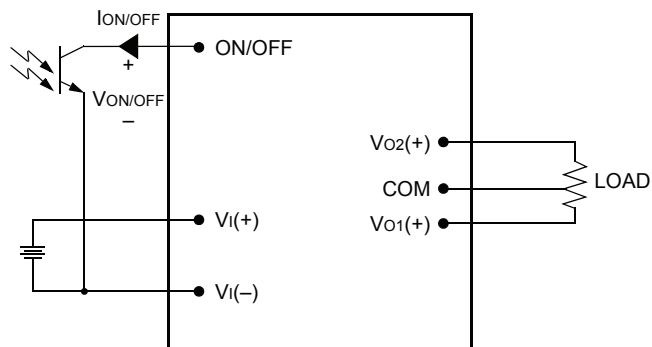 ION/OFF
ON/OFF
+
VON/OFF
–
VO2(+)
COM
LOAD
VO1(+)
VI(+)
VI(–)